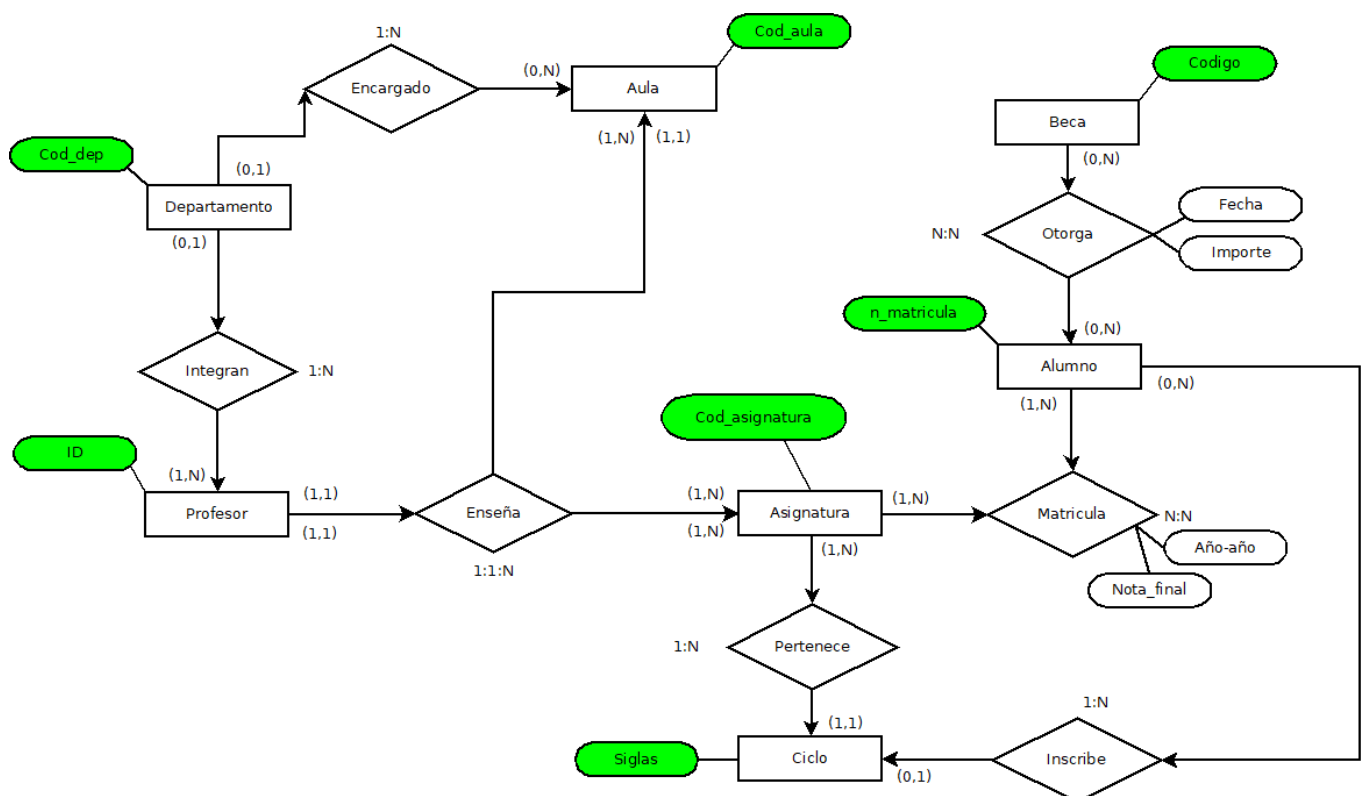 1:N
Cod_aula
(0,N)
Encargado
Aula
Codigo
Beca
(1,N)
(1,1)
Cod_dep
(0,1)
(0,N)
Departamento
(0,1)
Fecha
N:N
Otorga
Importe
n_matricula
(0,N)
Integran
1:N
Alumno
(0,N)
(1,N)
Cod_asignatura
ID
(1,N)
(1,1)
(1,N)
(1,N)
Profesor
Enseña
Asignatura
Matricula
N:N
(1,1)
(1,N)
(1,N)
Año-año
1:1:N
Nota_final
1:N
Pertenece
1:N
(1,1)
Siglas
Ciclo
Inscribe
(0,1)